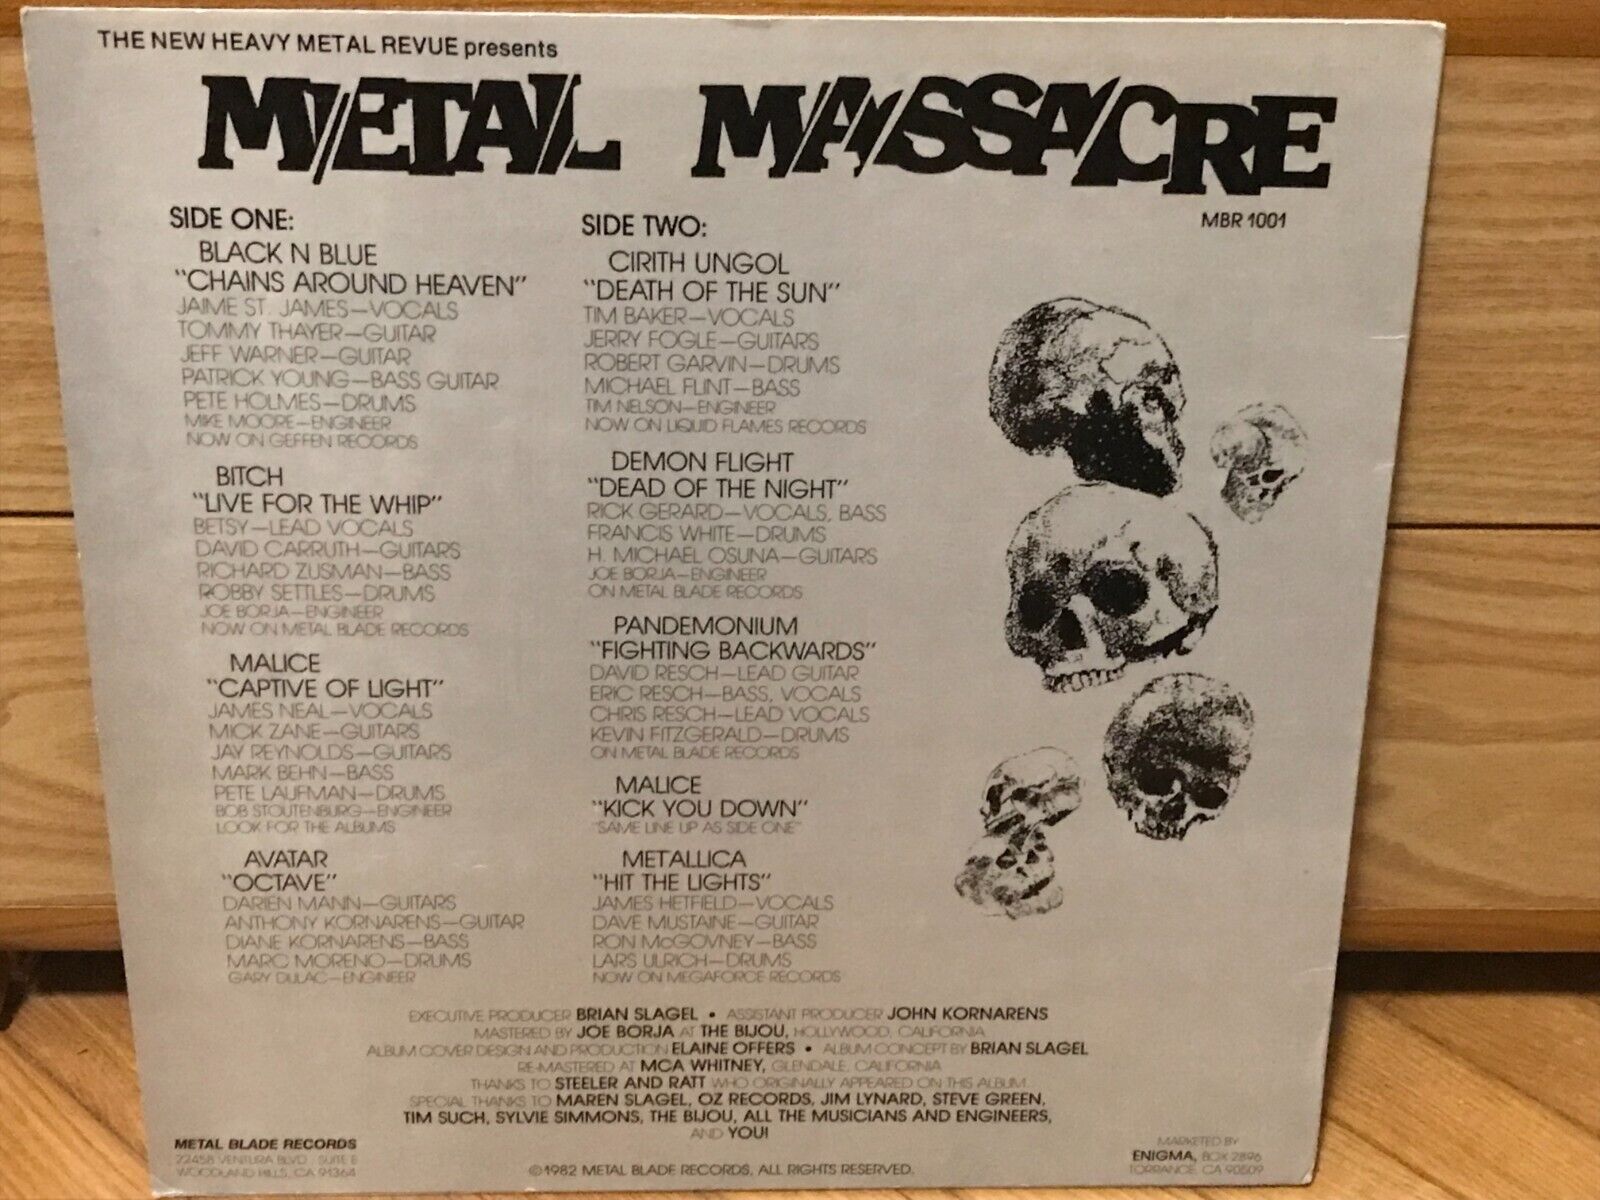 THE NEW HEAVY METAL REVUE presents
METAL MASSACRE
MBR 1001
SIDE ONE:
BLACK N BLUE
"CHAINS AROUND HEAVEN"
JAIME ST. JAMES—VOCALS
TOMMY THAYER—GUITAR
JEFF WARNER—GUITAR
PATRICK YOUNG—BASS GUITAR
PETE HOLMES—DRUMS
MIKE MOORE—ENGINEER
NOW ON GEFFEN RECORDS
BITCH
"LIVE FOR THE WHIP"
BETSY—LEAD VOCALS
DAVID CARRUTH—GUITARS
RICHARD ZUSMAN—BASS
ROBBY SETTLES—DRUMS
JOE BORJA—ENGINEER
NOW ON METAL BLADE RECORDS
MALICE
"CAPTIVE OF LIGHT"
JAMES NEAL—VOCALS
MICK ZANE—GUITARS
JAY REYNOLDS—GUITARS
MARK BEHN—BASS
PETE LAUFMAN—DRUMS
BOB STOUTENBURG—ENGINEER
LOOK FOR THE ALBUMS
AVATAR
"OCTAVE"
DARIEN MANN—GUITARS
ANTHONY KORNARENS—GUITAR
DIANE KORNARENS—BASS
MARC MORENO—DRUMS
GARY DULAC—ENGINEER
SIDE TWO:
CIRITH UNGOL
"DEATH OF THE SUN"
TIM BAKER—VOCALS
JERRY FOGLE—GUITARS
ROBERT GARVIN—DRUMS
MICHAEL FLINT—BASS
TIM NELSON—ENGINEER
NOW ON LIQUID FLAMES RECORDS
DEMON FLIGHT
"DEAD OF THE NIGHT"
RICK GERARD—VOCALS, BASS
FRANCIS WHITE—DRUMS
H. MICHAEL OSUNA—GUITARS
JOE BORJA—ENGINEER
ON METAL BLADE RECORDS
PANDEMONIUM
"FIGHTING BACKWARDS"
DAVID RESCH—LEAD GUITAR
ERIC RESCH—BASS, VOCALS
CHRIS RESCH—LEAD VOCALS
KEVIN FITZGERALD—DRUMS
ON METAL BLADE RECORDS
MALICE
"KICK YOU DOWN"
"SAME LINE UP AS SIDE ONE"
METALLICA
"HIT THE LIGHTS"
JAMES HETFIELD—VOCALS
DAVE MUSTAINE—GUITAR
RON McGOVNEY—BASS
LARS ULRICH—DRUMS
NOW ON MEGAFORCE RECORDS
EXECUTIVE PRODUCER BRIAN SLAGEL • ASSISTANT PRODUCER JOHN KORNARENS
MASTERED BY JOE BORJA AT THE BIJOU, HOLLYWOOD, CALIFORNIA
ALBUM COVER DESIGN AND PRODUCTION ELAINE OFFERS • ALBUM CONCEPT BY BRIAN SLAGEL
RE-MASTERED AT MCA WHITNEY, GLENDALE, CALIFORNIA
THANKS TO STEELER AND RATT WHO ORIGINALLY APPEARED ON THIS ALBUM
SPECIAL THANKS TO MAREN SLAGEL, OZ RECORDS, JIM LYNARD, STEVE GREEN,
TIM SUCH, SYLVIE SIMMONS, THE BIJOU, ALL THE MUSICIANS AND ENGINEERS,
AND YOU!
METAL BLADE RECORDS
22458 VENTURA BLVD. SUITE E
WOODLAND HILLS, CA 91364
©1982 METAL BLADE RECORDS, ALL RIGHTS RESERVED.
MARKETED BY
ENIGMA, BOX 2896
TORRANCE, CA 90509